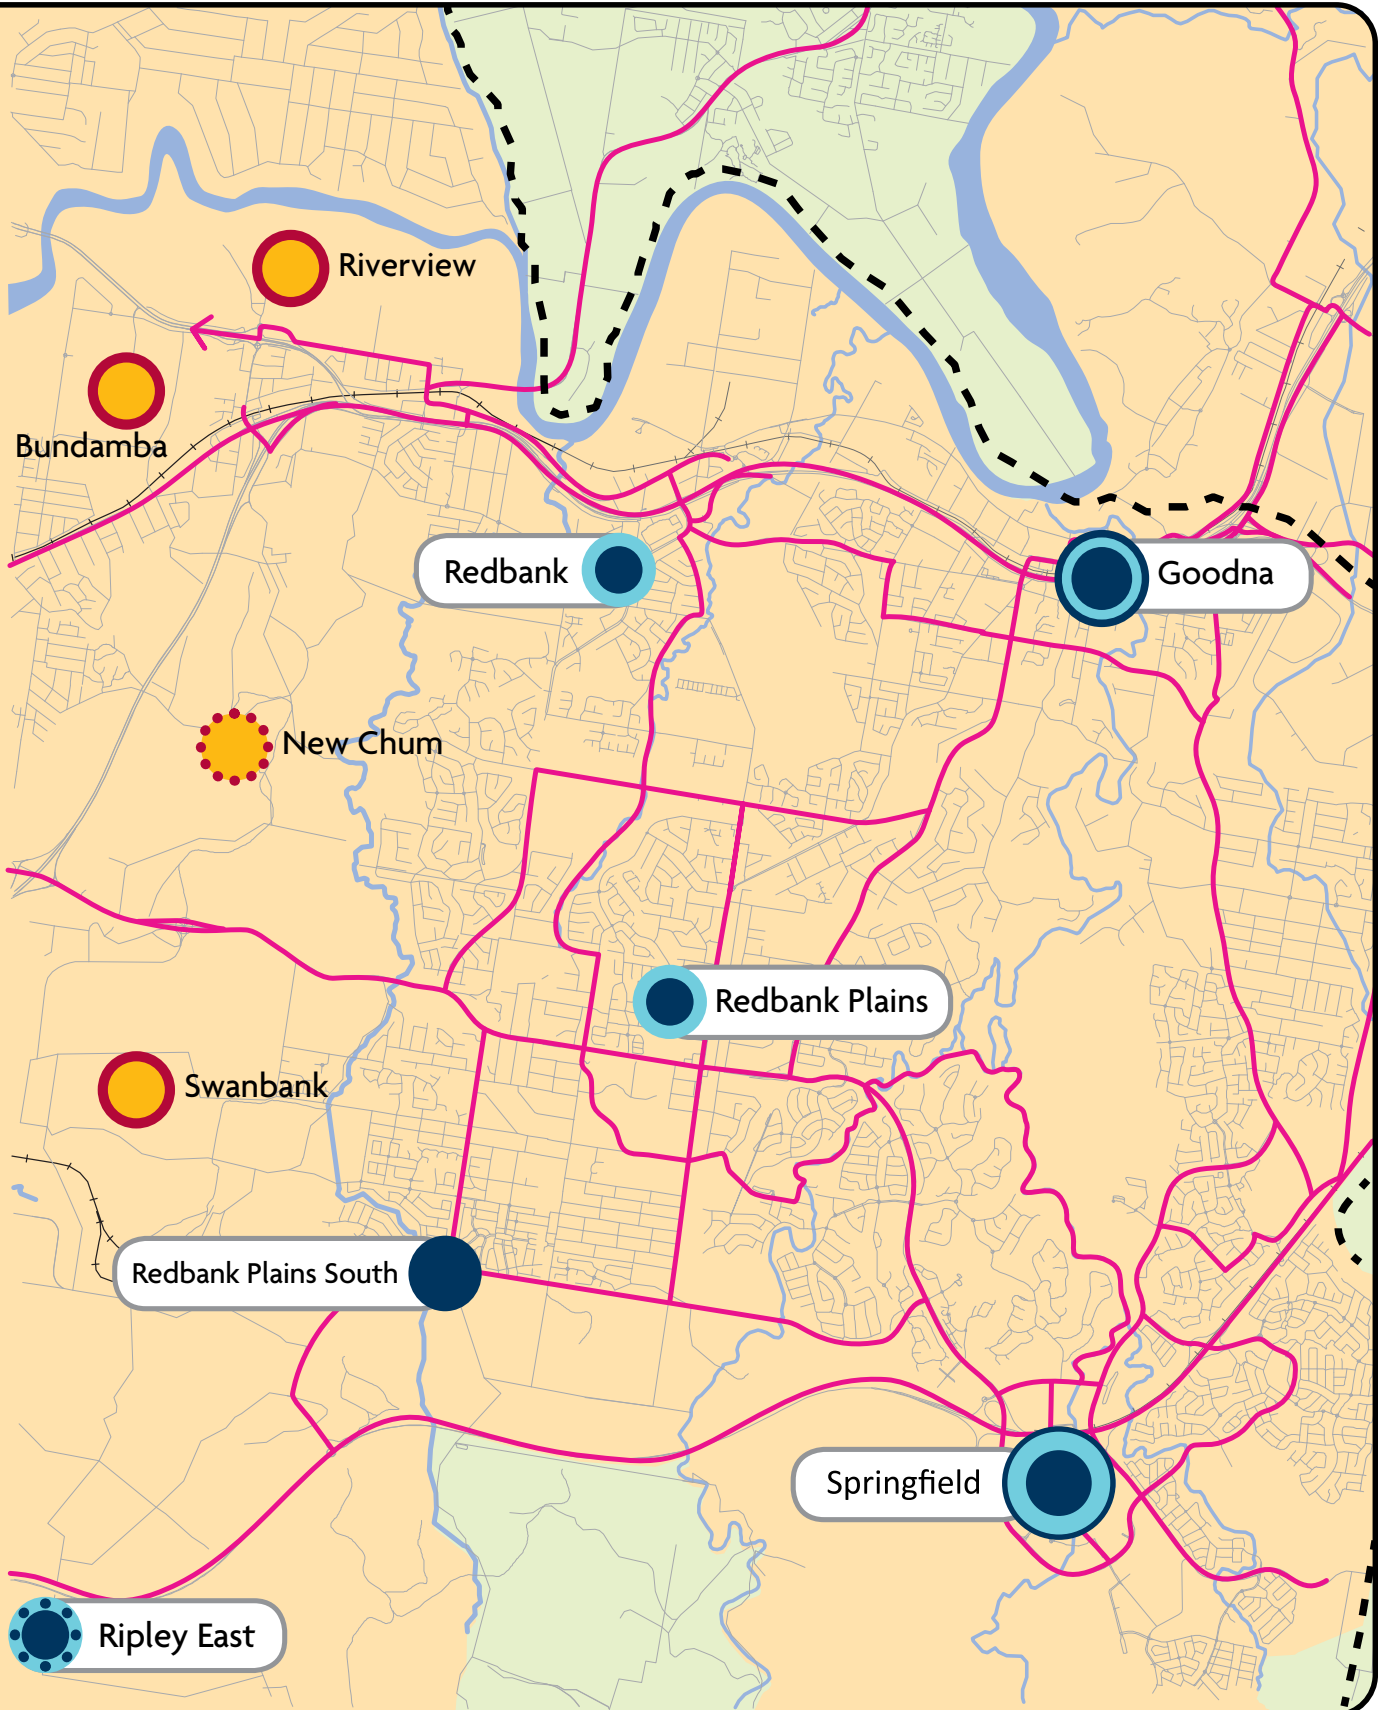 Riverview
Bundamba
Redbank
Goodna
New Chum
Redbank Plains
Swanbank
Redbank Plains South
Springfield
Ripley East